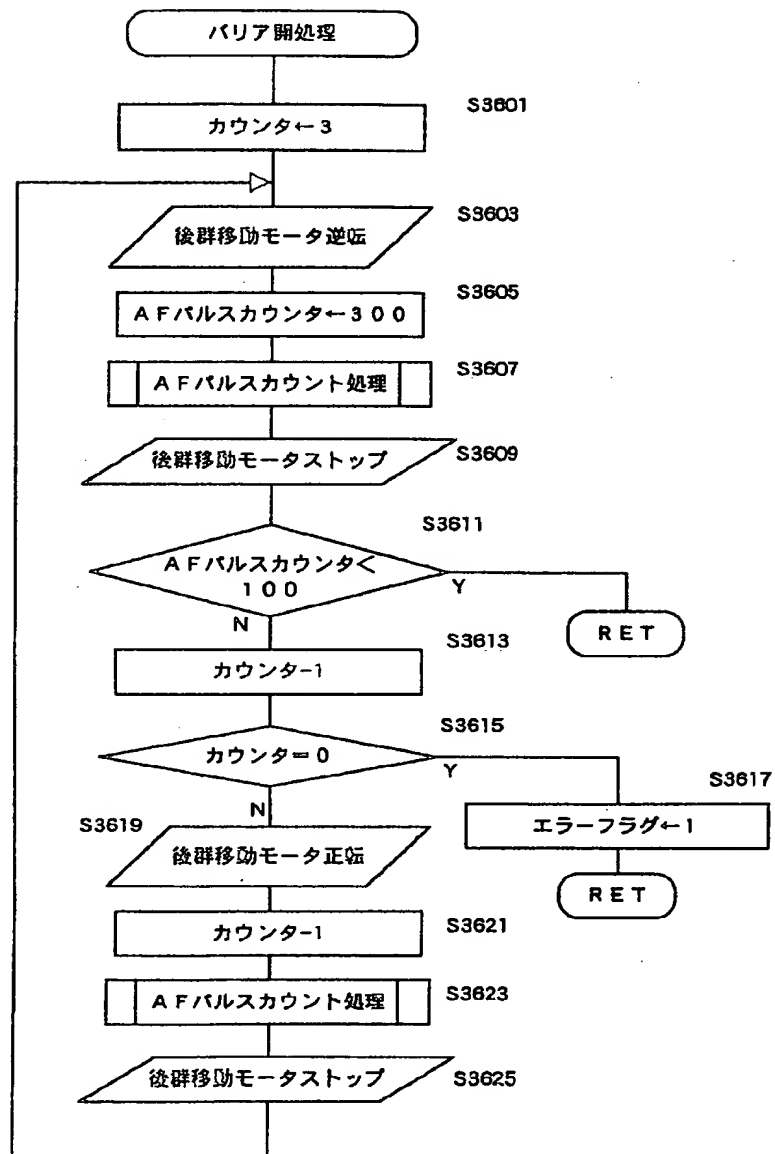 バリア開処理
S3601
カウンタ←3
S3603
後群移動モータ逆転
S3605
AFパルスカウンタ←300
S3607
AFパルスカウント処理
後群移動モータストップ
S3609
S3611
AFパルスカウンタ<
100
Y
N
RET
S3613
カウンタ-1
S3615
カウンタ=0
Y
S3617
N
S3619
エラーフラグ←1
後群移動モータ正転
RET
カウンタ-1
S3621
AFパルスカウント処理
S3623
後群移動モータストップ
S3625